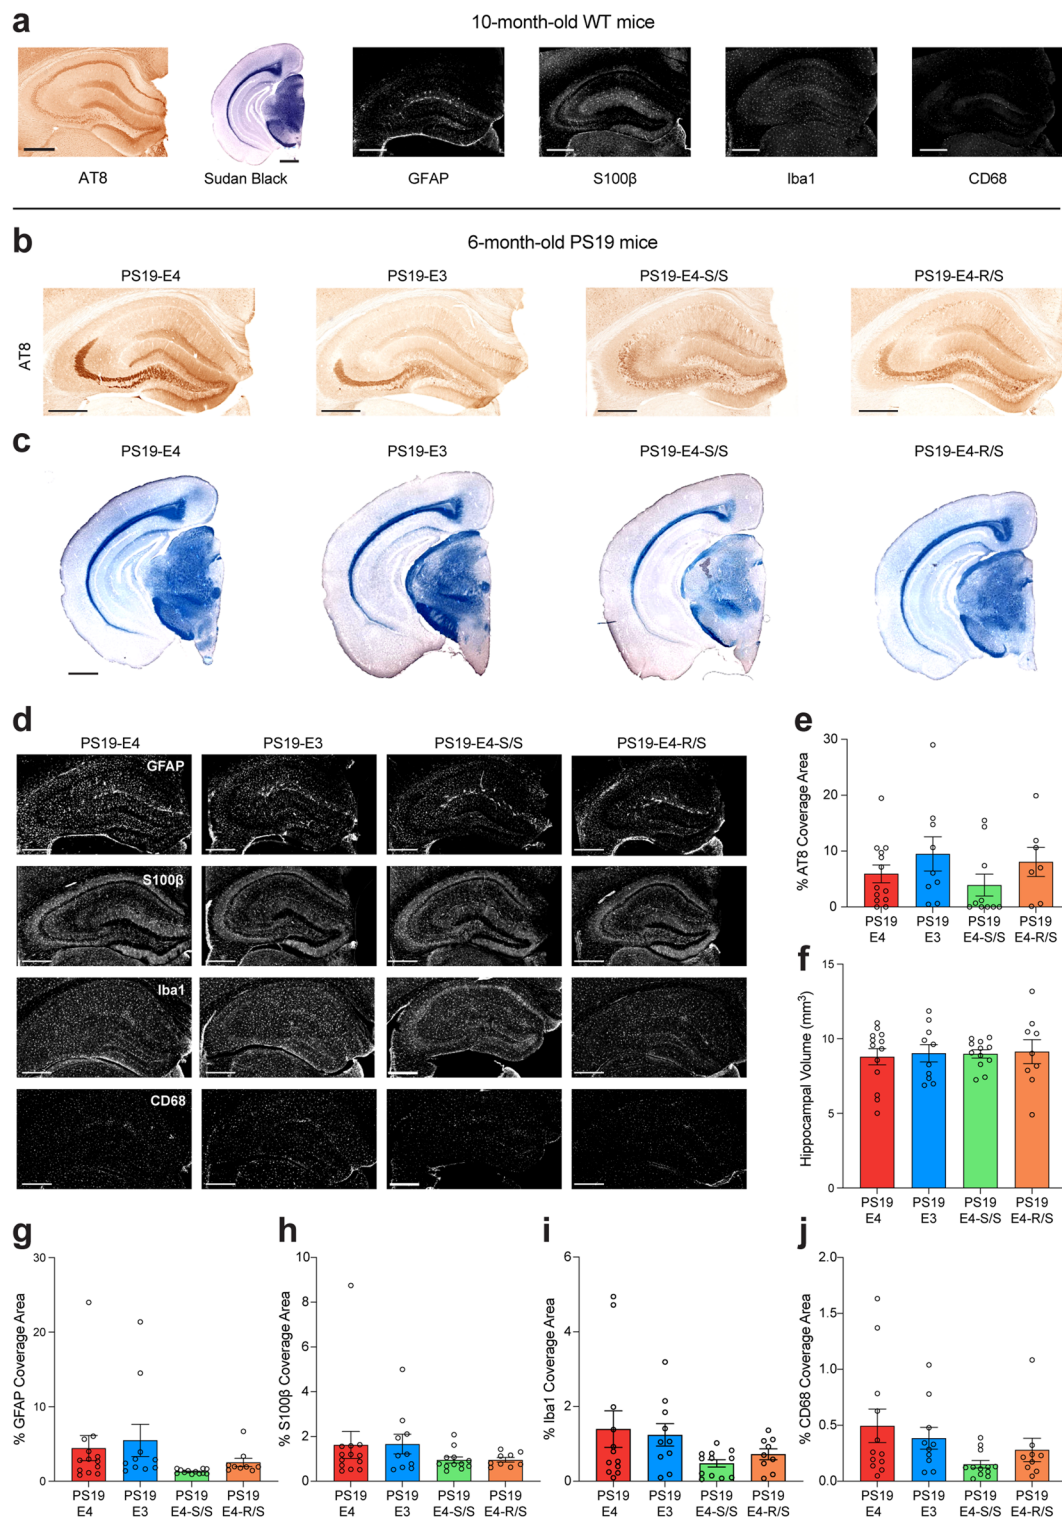 a
10-month-old WT mice
AT8
Sudan Black
GFAP
S100β
Iba1
CD68
b
6-month-old PS19 mice
PS19-E4
PS19-E3
PS19-E4-S/S
PS19-E4-R/S
AT8
c
PS19-E4
PS19-E3
PS19-E4-S/S
PS19-E4-R/S
d
PS19-E4
PS19-E3
PS19-E4-S/S
PS19-E4-R/S
GFAP
S100β
Iba1
CD68
e
% AT8 Coverage Area
30
20
10
0
PS19 E4
PS19 E3
PS19 E4-S/S
PS19 E4-R/S
f
Hippocampal Volume (mm³)
15
10
5
0
PS19 E4
PS19 E3
PS19 E4-S/S
PS19 E4-R/S
g
% GFAP Coverage Area
30
20
10
0
PS19 E4
PS19 E3
PS19 E4-S/S
PS19 E4-R/S
h
% S100β Coverage Area
10
8
6
4
2
0
PS19 E4
PS19 E3
PS19 E4-S/S
PS19 E4-R/S
i
% Iba1 Coverage Area
6
4
2
0
PS19 E4
PS19 E3
PS19 E4-S/S
PS19 E4-R/S
j
% CD68 Coverage Area
2.0
1.5
1.0
0.5
0.0
PS19 E4
PS19 E3
PS19 E4-S/S
PS19 E4-R/S